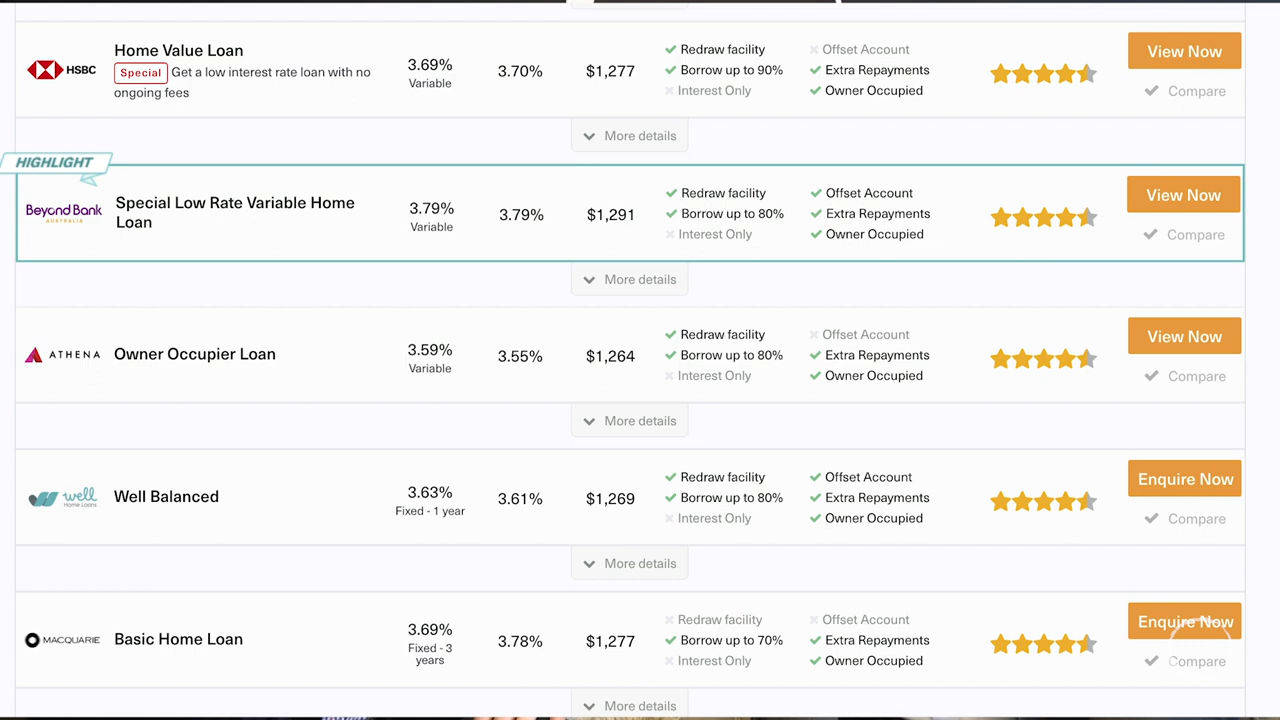 HSBC
Home Value Loan
Special Get a low interest rate loan with no
ongoing fees
3.69%
Variable
3.70%
$1,277
Redraw facility
Borrow up to 90%
Interest Only
Offset Account
Extra Repayments
Owner Occupied
View Now
Compare
More details
HIGHLIGHT
Beyond Bank
AUSTRALIA
Special Low Rate Variable Home
Loan
3.79%
Variable
3.79%
$1,291
Redraw facility
Borrow up to 80%
Interest Only
Offset Account
Extra Repayments
Owner Occupied
View Now
Compare
More details
ATHENA
Owner Occupier Loan
3.59%
Variable
3.55%
$1,264
Redraw facility
Borrow up to 80%
Interest Only
Offset Account
Extra Repayments
Owner Occupied
View Now
Compare
More details
well
Home Loans
Well Balanced
3.63%
Fixed - 1 year
3.61%
$1,269
Redraw facility
Borrow up to 80%
Interest Only
Offset Account
Extra Repayments
Owner Occupied
Enquire Now
Compare
More details
MACQUARIE
Basic Home Loan
3.69%
Fixed - 3
years
3.78%
$1,277
Redraw facility
Borrow up to 70%
Interest Only
Offset Account
Extra Repayments
Owner Occupied
Enquire Now
Compare
More details